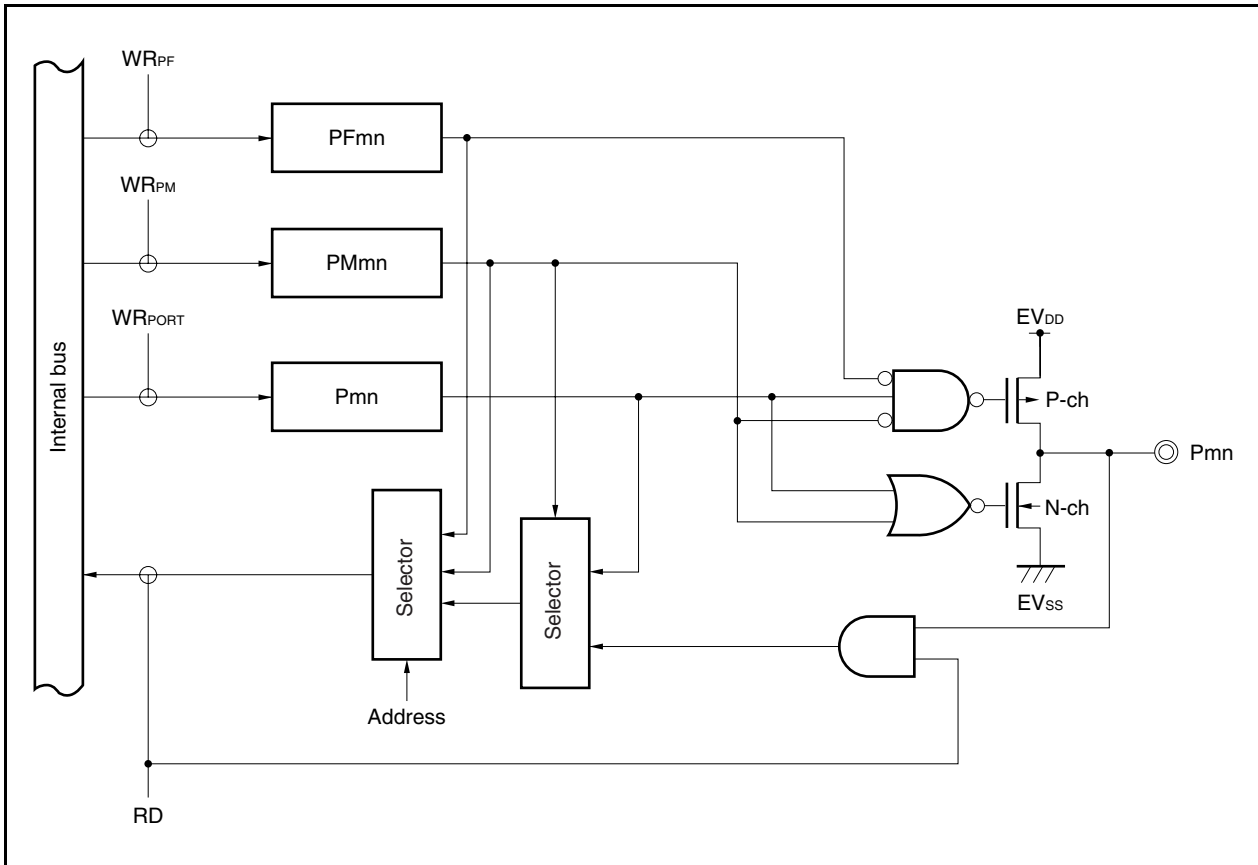 WRPF
PFmn
WRPM
PMmn
WRPORT
Pmn
Internal bus
EVDD
P-ch
Pmn
N-ch
EVSS
Selector
Selector
Address
RD